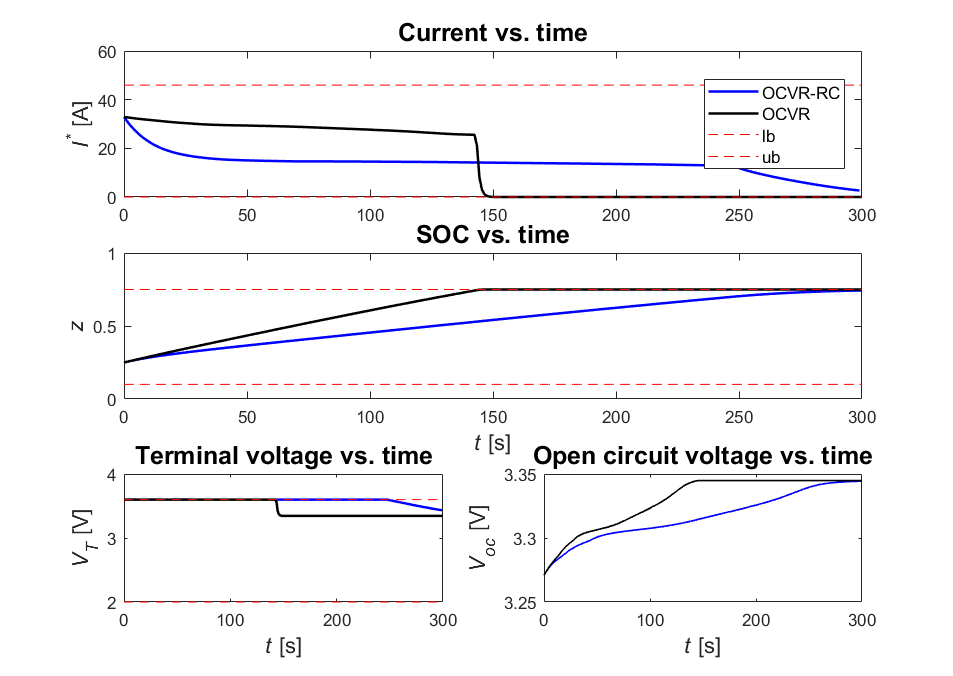 Current vs. time
I* [A]
60
40
20
0
OCVR-RC
OCVR
lb
ub
0 50 100 150 200 250 300
SOC vs. time
z
1
0.5
0
0 50 100 150 200 250 300
t [s]
Terminal voltage vs. time
V_T [V]
4
3
2
0 100 200 300
t [s]
Open circuit voltage vs. time
V_oc [V]
3.35
3.3
3.25
0 100 200 300
t [s]